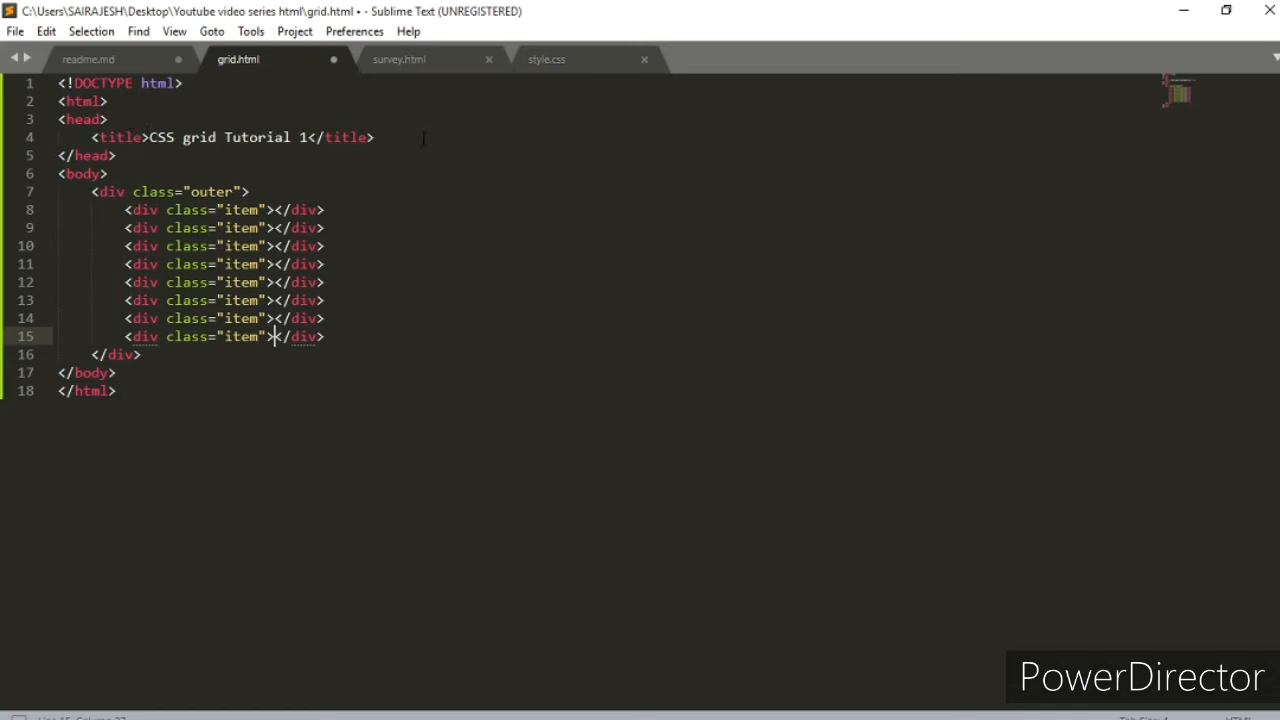 C:\Users\SAIRAJESH\Desktop\Youtube video series html\grid.html • - Sublime Text (UNREGISTERED)
File Edit Selection Find View Goto Tools Project Preferences Help
readme.md grid.html survey.html style.css
1 <!DOCTYPE html>
2 <html>
3 <head>
4 <title>CSS grid Tutorial 1</title>
5 </head>
6 <body>
7 <div class="outer">
8 <div class="item"></div>
9 <div class="item"></div>
10 <div class="item"></div>
11 <div class="item"></div>
12 <div class="item"></div>
13 <div class="item"></div>
14 <div class="item"></div>
15 <div class="item"></div>
16 </div>
17 </body>
18 </html>
PowerDirector